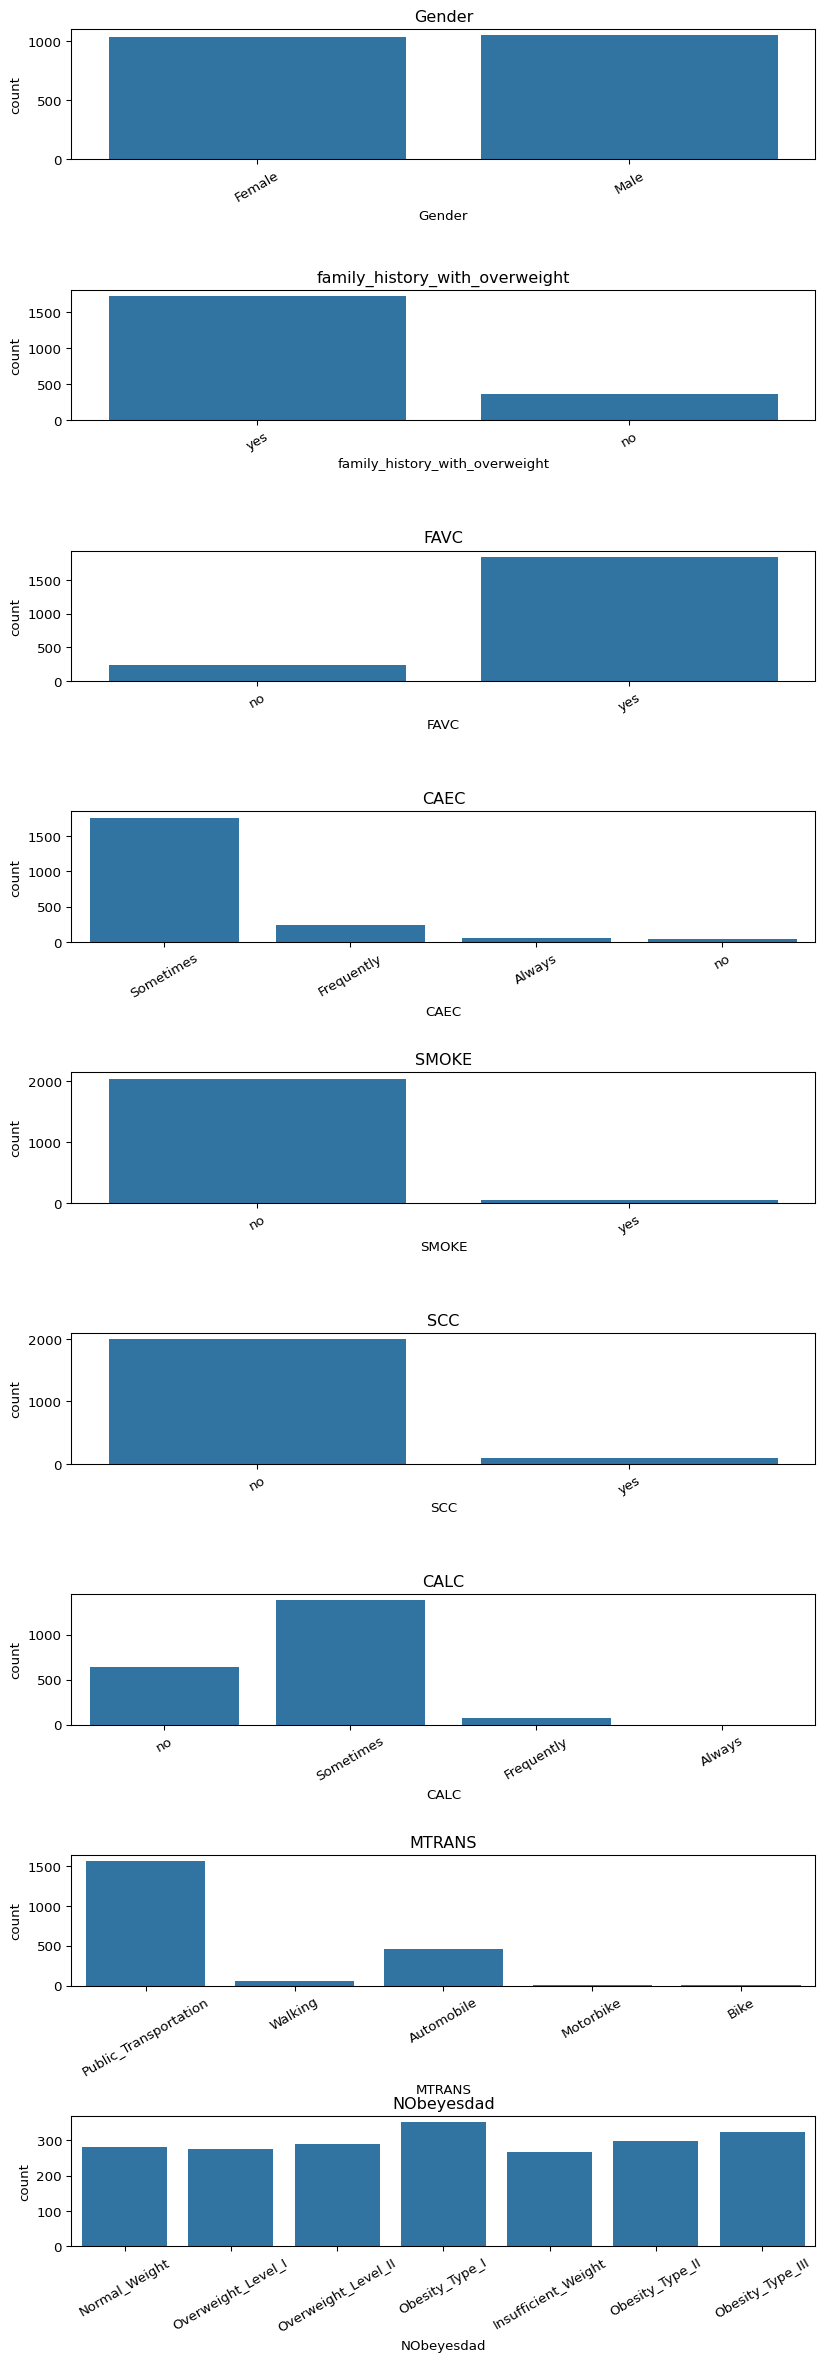 Gender
1000
500
0
count
Female Male
Gender
family_history_with_overweight
1500
1000
500
0
count
yes no
family_history_with_overweight
FAVC
1500
1000
500
0
count
no yes
FAVC
CAEC
1500
1000
500
0
count
Sometimes Frequently Always no
CAEC
SMOKE
2000
1000
0
count
no yes
SMOKE
SCC
2000
1000
0
count
no yes
SCC
CALC
1000
500
0
count
no Sometimes Frequently Always
CALC
MTRANS
1500
1000
500
0
count
Public_Transportation Walking Automobile Motorbike Bike
MTRANS
NObeyesdad
300
200
100
0
count
Normal_Weight Overweight_Level_I Overweight_Level_II Obesity_Type_I Insufficient_Weight Obesity_Type_II Obesity_Type_III
NObeyesdad